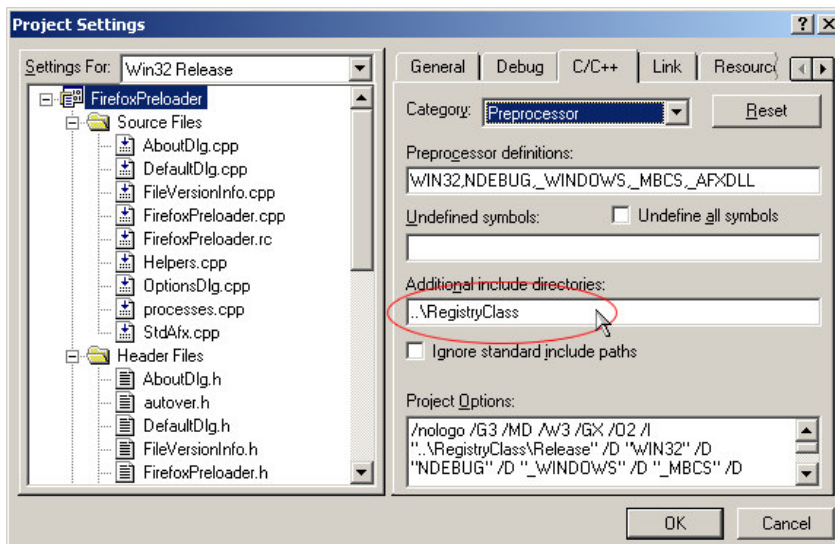 Project Settings
Settings For: Win32 Release
FirefoxPreloader
Source Files
AboutDlg.cpp
DefaultDlg.cpp
FileVersionInfo.cpp
FirefoxPreloader.cpp
FirefoxPreloader.rc
Helpers.cpp
OptionsDlg.cpp
processes.cpp
StdAfx.cpp
Header Files
AboutDlg.h
autover.h
DefaultDlg.h
FileVersionInfo.h
FirefoxPreloader.h
General Debug C/C++ Link Resourc
Category: Preprocessor Reset
Preprocessor definitions:
WIN32,NDEBUG,_WINDOWS,_MBCS,_AFXDLL
Undefined symbols: Undefine all symbols
Additional include directories:
..\RegistryClass
Ignore standard include paths
Project Options:
/nologo /G3 /MD /W3 /GX /O2 /I
"..\RegistryClass\Release" /D "WIN32" /D
"NDEBUG" /D "_WINDOWS" /D "_MBCS" /D
OK Cancel